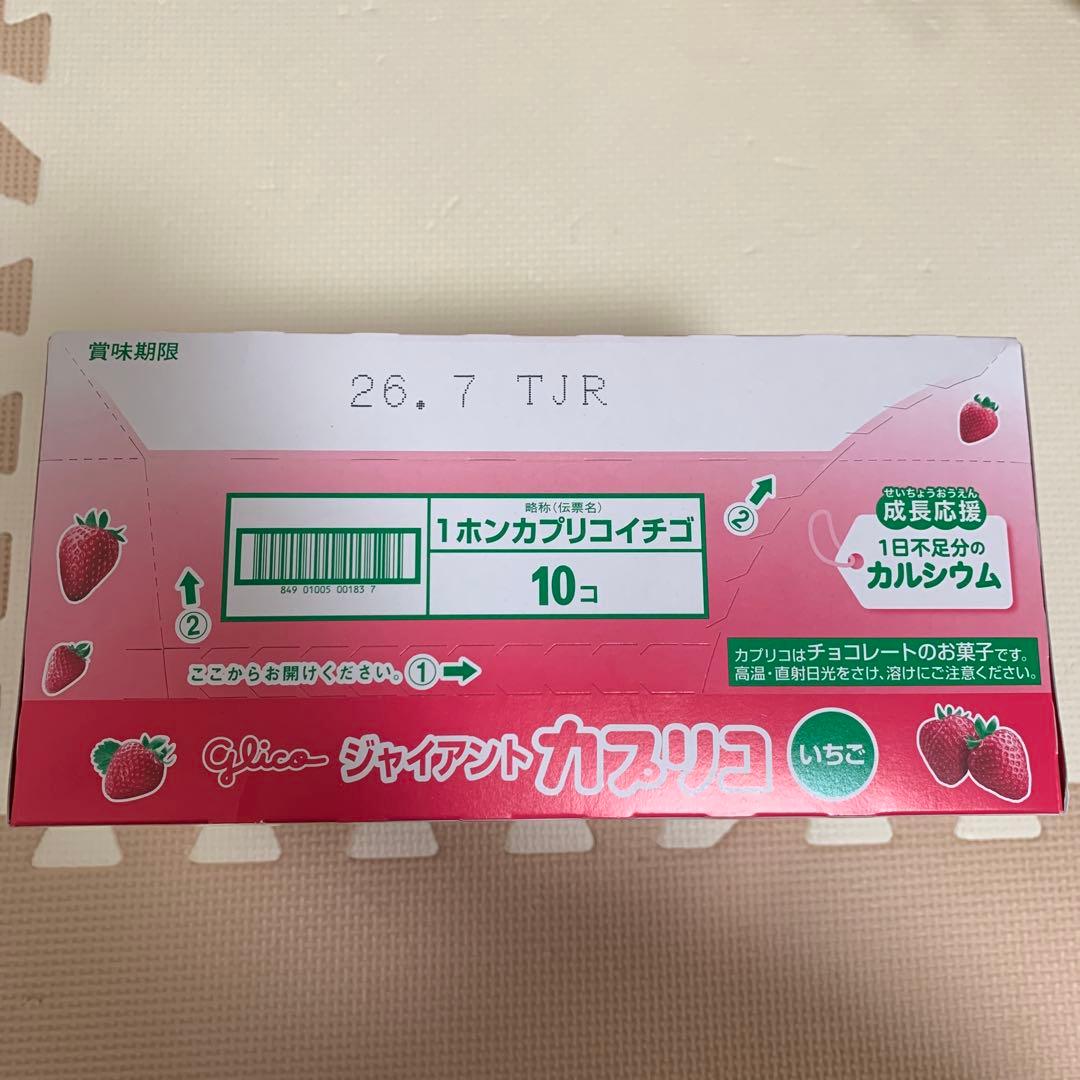 賞味期限
26. 7 TJR
略称（伝票名）
1ホンカプリコイチゴ
10コ
849 01005 00183 7
②
②
せいちょうおうえん
成長応援
1日不足分の
カルシウム
ここからお開けください。①
カプリコはチョコレートのお菓子です。
高温・直射日光をさけ、溶けにご注意ください。
glico ジャイアント カプリコ いちご